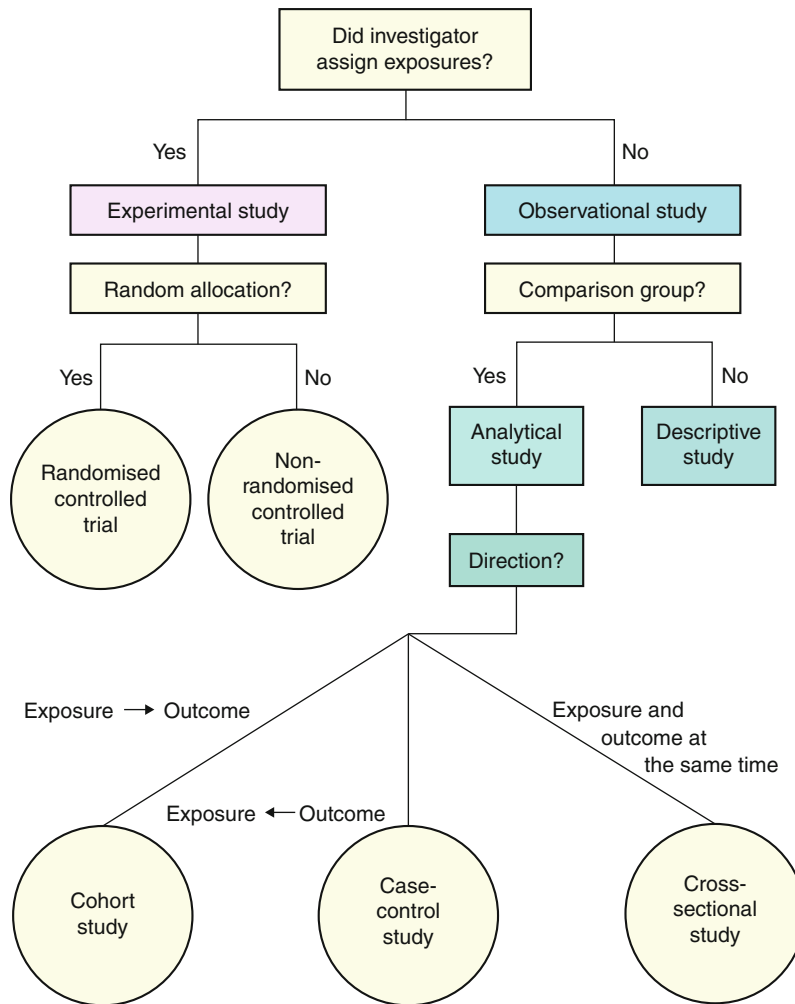 Did investigator
assign exposures?
Yes
No
Experimental study
Observational study
Random allocation?
Comparison group?
Yes
No
Yes
No
Randomised
controlled
trial
Non-
randomised
controlled
trial
Analytical
study
Descriptive
study
Direction?
Exposure → Outcome
Exposure and
outcome at
the same time
Exposure ← Outcome
Cohort
study
Case-
control
study
Cross-
sectional
study